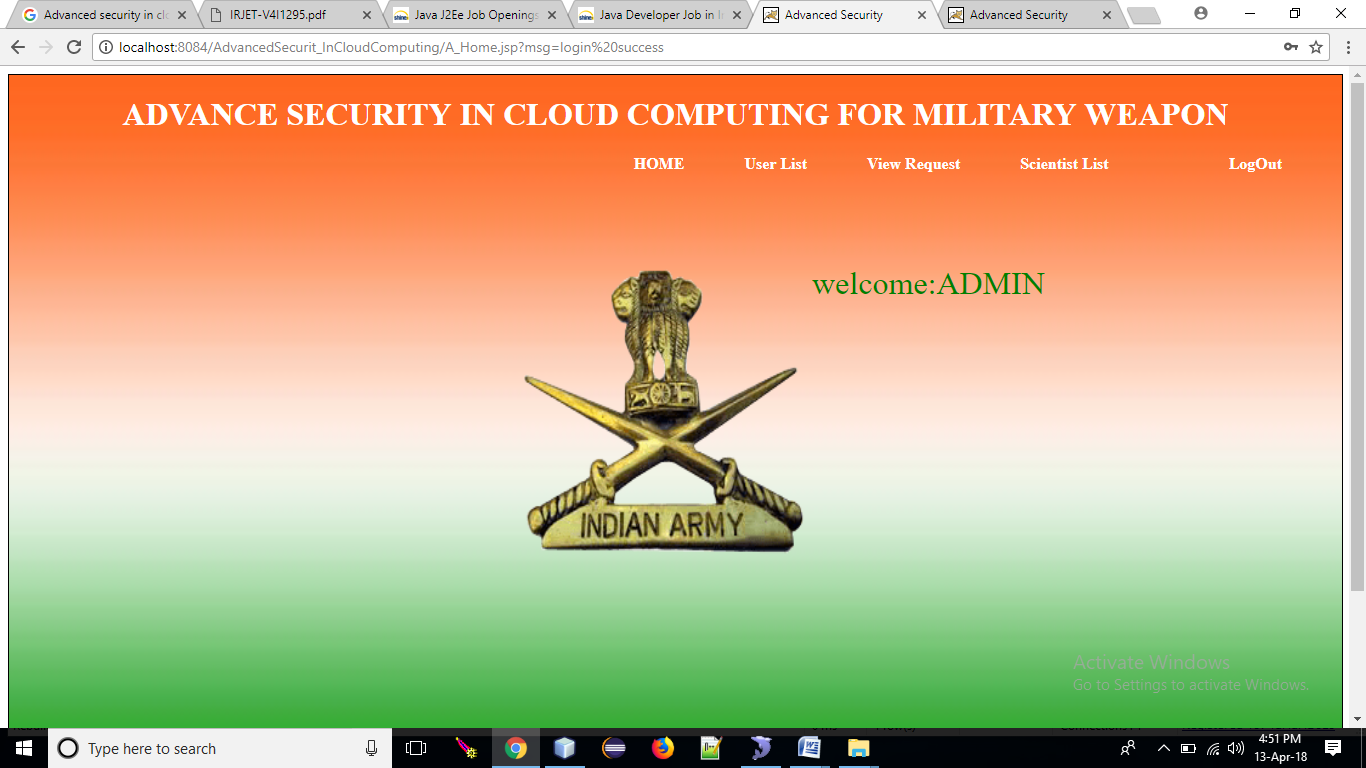 Advanced security in cl
IRJET-V4I1295.pdf
Java J2Ee Job Openings
Java Developer Job in I
Advanced Security
Advanced Security
localhost:8084/AdvancedSecurit_InCloudComputing/A_Home.jsp?msg=login%20success
ADVANCE SECURITY IN CLOUD COMPUTING FOR MILITARY WEAPON
HOME User List View Request Scientist List LogOut
welcome:ADMIN
INDIAN ARMY
Activate Windows
Go to Settings to activate Windows.
Type here to search
4:51 PM
13-Apr-18